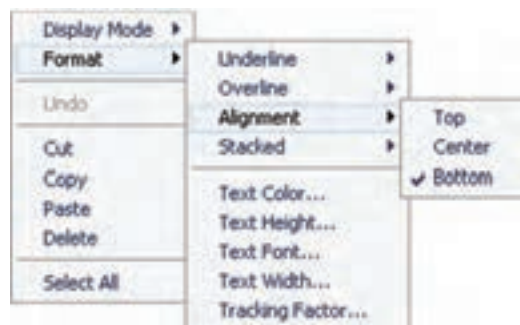 Display Mode
Format
Undo
Cut
Copy
Paste
Delete
Select All
Underline
Overline
Alignment
Stacked
Text Color...
Text Height...
Text Font...
Text Width...
Tracking Factor...
Top
Center
Bottom